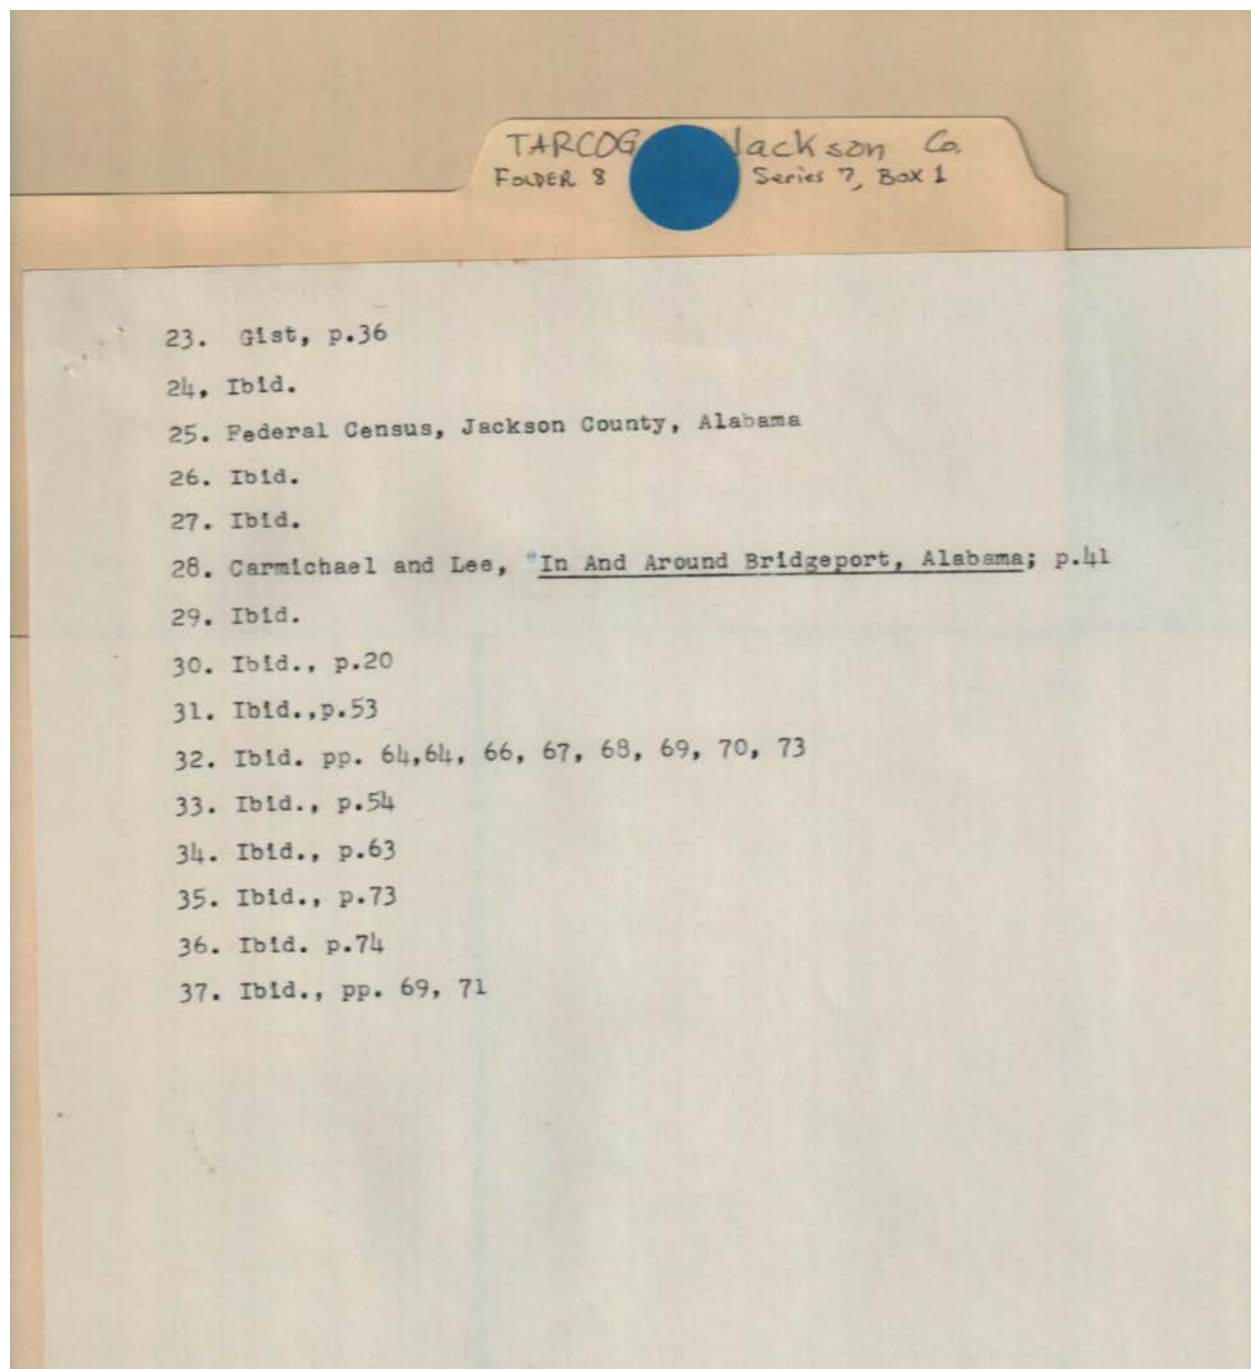 TARCOG Jackson Co.
FOLDER 8 Series 7, Box 1
23. Gist, p.36
24, Ibid.
25. Federal Census, Jackson County, Alabama
26. Ibid.
27. Ibid.
28. Carmichael and Lee, "In And Around Bridgeport, Alabama; p.41
29. Ibid.
30. Ibid., p.20
31. Ibid.,p.53
32. Ibid. pp. 64,64, 66, 67, 68, 69, 70, 73
33. Ibid., p.54
34. Ibid., p.63
35. Ibid., p.73
36. Ibid. p.74
37. Ibid., pp. 69, 71